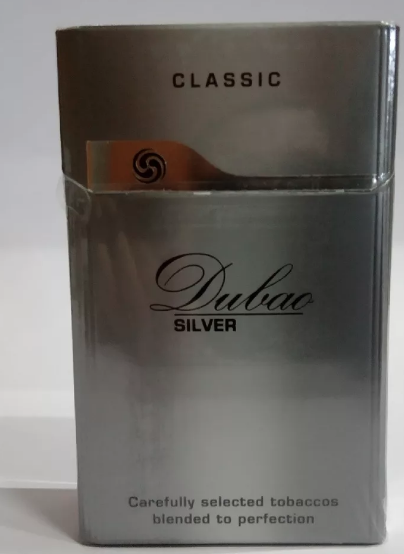 CLASSIC
Dubao
SILVER
Carefully selected tobaccos
blended to perfection